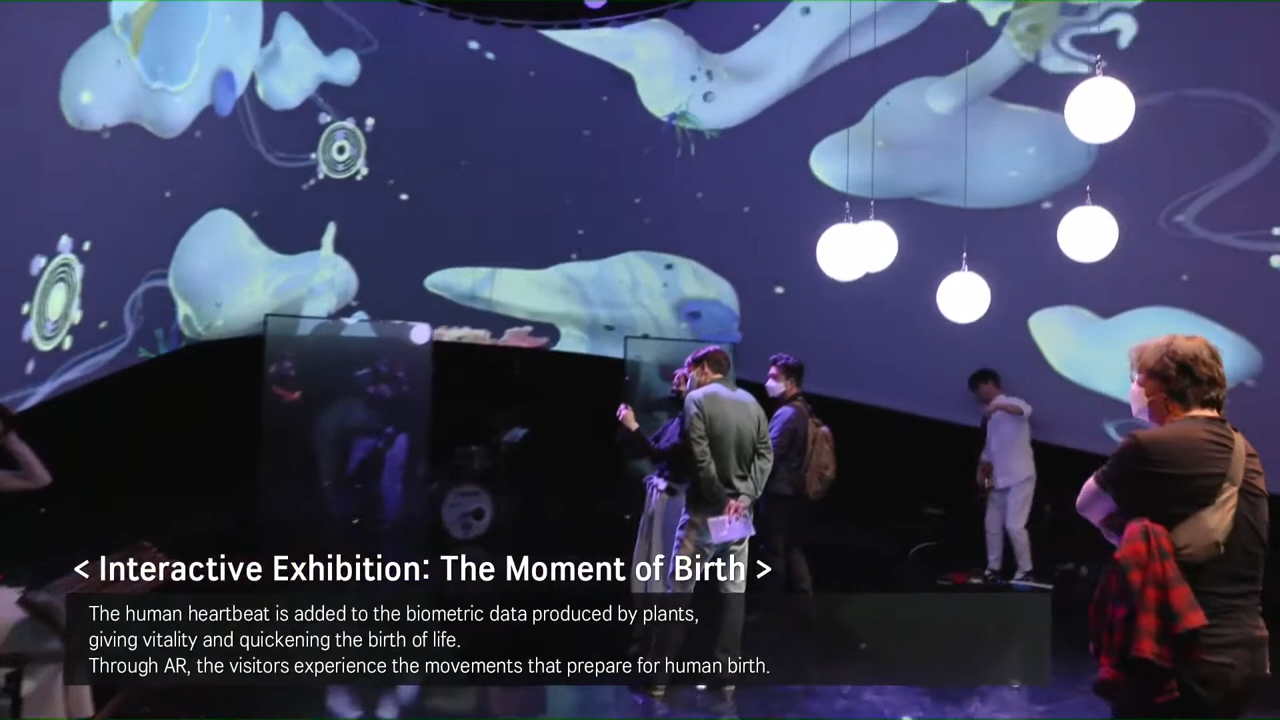 < Interactive Exhibition: The Moment of Birth >
The human heartbeat is added to the biometric data produced by plants,
giving vitality and quickening the birth of life.
Through AR, the visitors experience the movements that prepare for human birth.